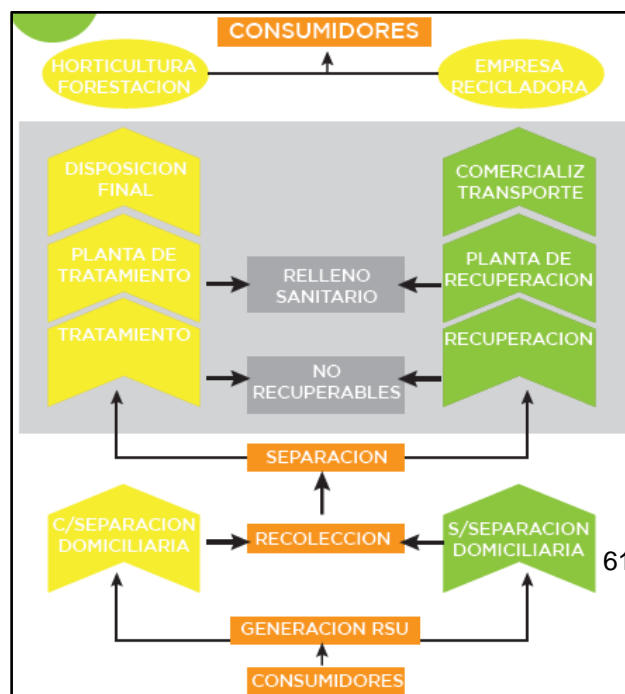 CONSUMIDORES
HORTICULTURA
FORESTACION
EMPRESA
RECICLADORA
DISPOSICION
FINAL
COMERCIALIZ
TRANSPORTE
PLANTA DE
TRATAMIENTO
RELLENO
SANITARIO
PLANTA DE
RECUPERACION
TRATAMIENTO
NO
RECUPERABLES
RECUPERACION
SEPARACION
C/SEPARACION
DOMICILIARIA
RECOLECCION
S/SEPARACION
DOMICILIARIA
61
GENERACION RSU
CONSUMIDORES